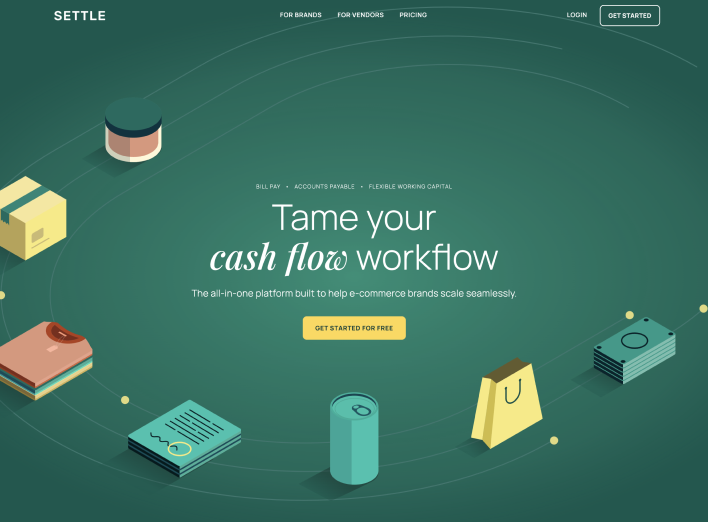 SETTLE
FOR BRANDS FOR VENDORS PRICING
LOGIN GET STARTED
BILL PAY • ACCOUNTS PAYABLE • FLEXIBLE WORKING CAPITAL
Tame your
cash flow workflow
The all-in-one platform built to help e-commerce brands scale seamlessly.
GET STARTED FOR FREE